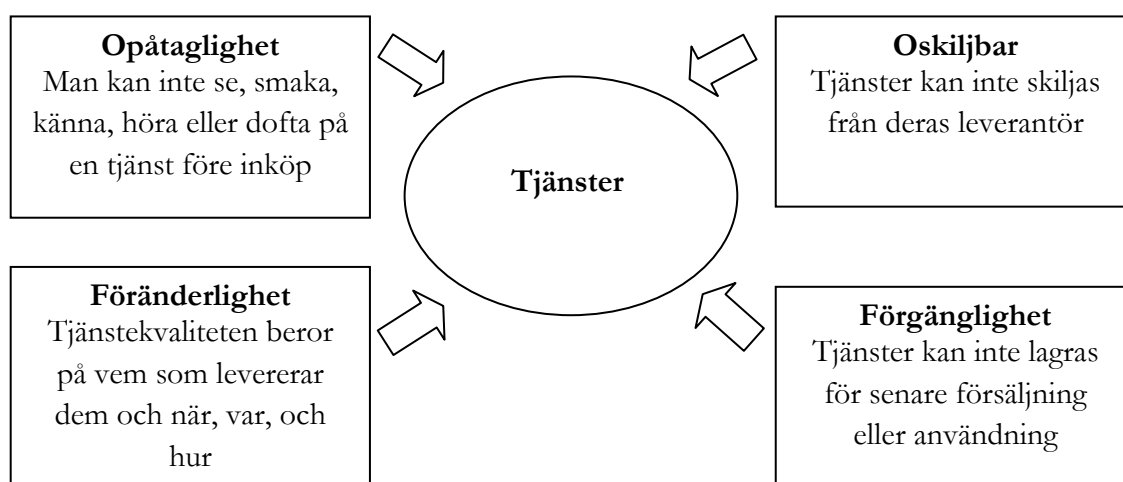 Opåtaglighet
Man kan inte se, smaka,
känna, höra eller dofta på
en tjänst före inköp
Oskiljbar
Tjänster kan inte skiljas
från deras leverantör
Tjänster
Föränderlighet
Tjänstekvaliteten beror
på vem som levererar
dem och när, var, och
hur
Förgänglighet
Tjänster kan inte lagras
för senare försäljning
eller användning